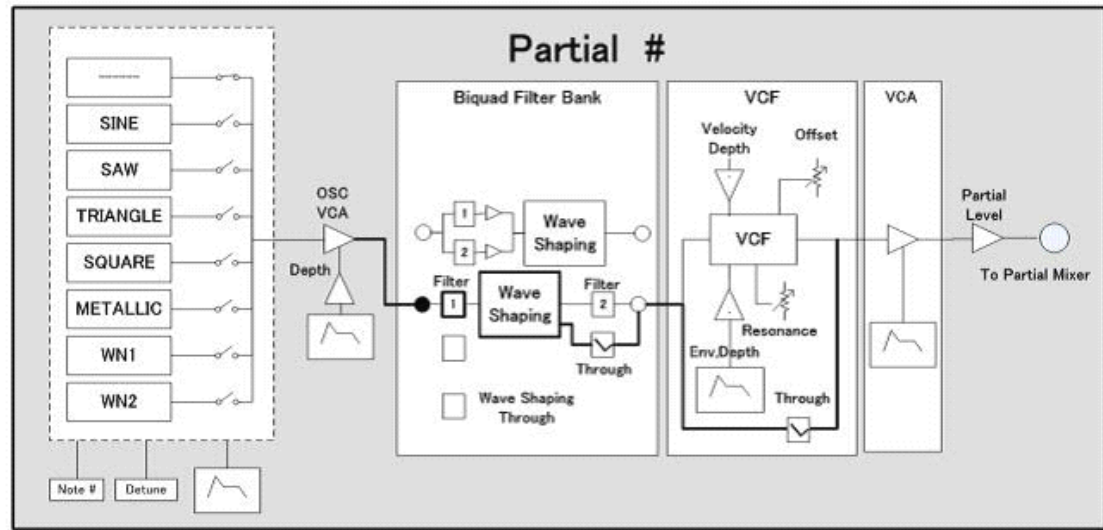 Partial #
------
SINE
SAW
TRIANGLE
SQUARE
METALLIC
WN1
WN2
Note #
Detune
OSC
VCA
Depth
Biquad Filter Bank
1
2
Wave
Shaping
Filter
1
Wave
Shaping
Filter
2
Through
Wave Shaping
Through
VCF
Velocity
Depth
Offset
VCF
Resonance
Env,Depth
Through
VCA
Partial
Level
To Partial Mixer